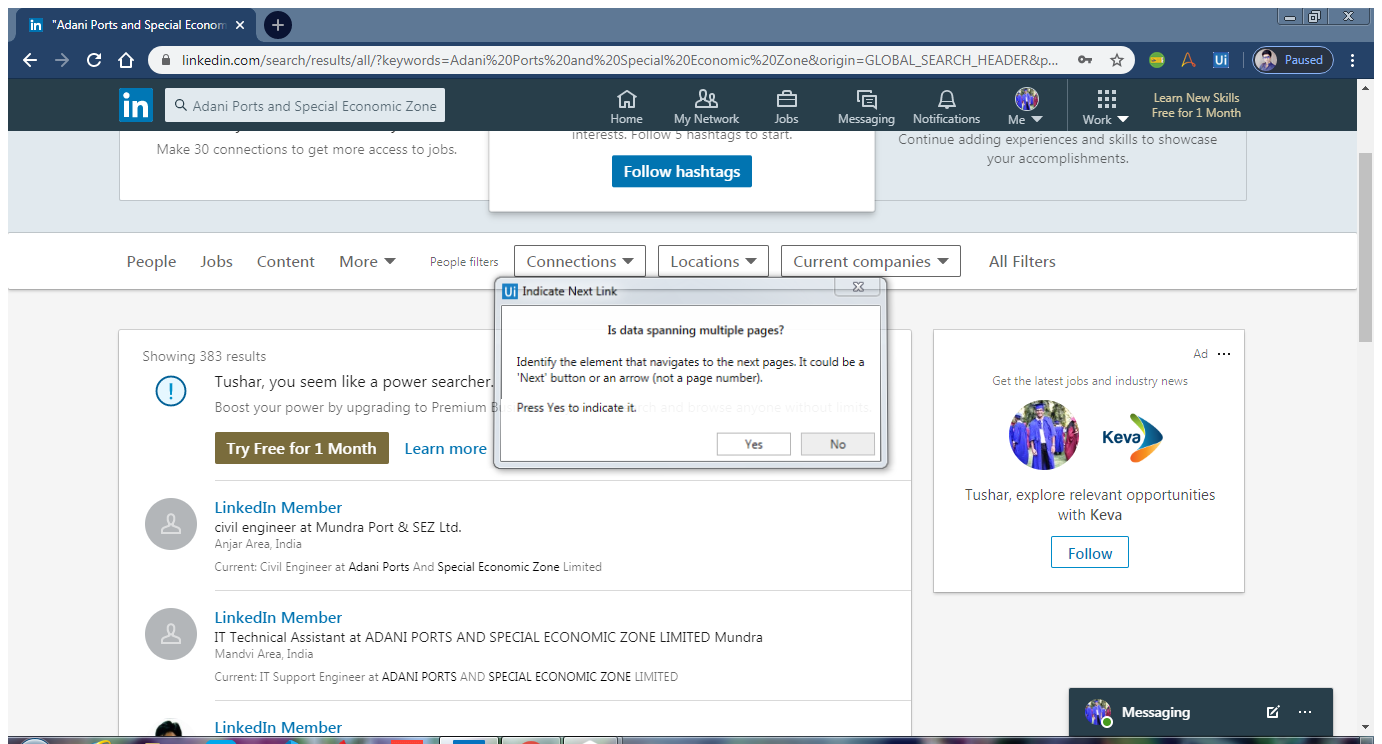 "Adani Ports and Special Econom
linkedin.com/search/results/all/?keywords=Adani%20Ports%20and%20Special%20Economic%20Zone&origin=GLOBAL_SEARCH_HEADER&p...
Ui
Paused
in
Adani Ports and Special Economic Zone
Home
My Network
Jobs
Messaging
Notifications
Me
Work
Learn New Skills
Free for 1 Month
Make 30 connections to get more access to jobs.
interests. Follow 5 hashtags to start.
Follow hashtags
Continue adding experiences and skills to showcase
your accomplishments.
People
Jobs
Content
More
People filters
Connections
Locations
Current companies
All Filters
Ui Indicate Next Link
Is data spanning multiple pages?
Identify the element that navigates to the next pages. It could be a
'Next' button or an arrow (not a page number).
Press Yes to indicate it.
Yes
No
Showing 383 results
Tushar, you seem like a power searcher.
Boost your power by upgrading to Premium Bu
rch and browse anyone without limits.
Try Free for 1 Month
Learn more
LinkedIn Member
civil engineer at Mundra Port & SEZ Ltd.
Anjar Area, India
Current: Civil Engineer at Adani Ports And Special Economic Zone Limited
LinkedIn Member
IT Technical Assistant at ADANI PORTS AND SPECIAL ECONOMIC ZONE LIMITED Mundra
Mandvi Area, India
Current: IT Support Engineer at ADANI PORTS AND SPECIAL ECONOMIC ZONE LIMITED
LinkedIn Member
Ad
Get the latest jobs and industry news
Keva
Tushar, explore relevant opportunities
with Keva
Follow
Messaging